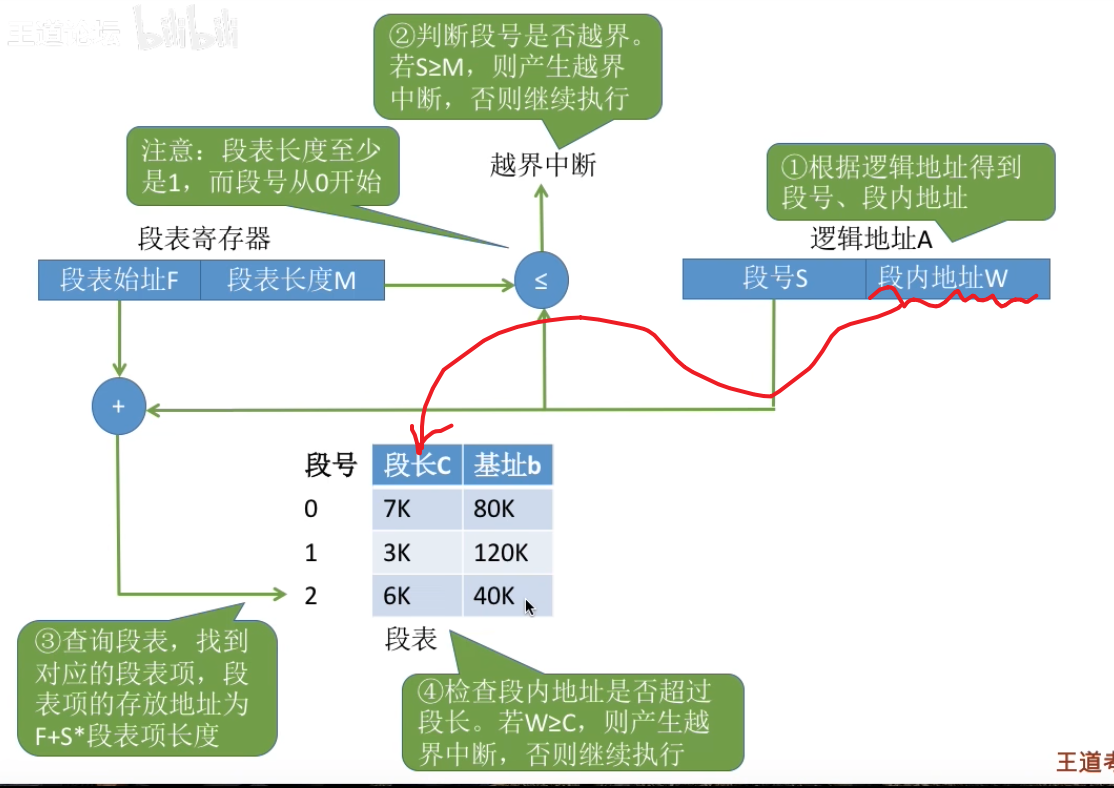 王道论坛 bilibili
②判断段号是否越界。
若S≥M，则产生越界
中断，否则继续执行
注意：段表长度至少
是1，而段号从0开始
越界中断
①根据逻辑地址得到
段号、段内地址
段表寄存器
逻辑地址A
段表始址F 段表长度M
≤
段号S 段内地址W
+
段号 段长C 基址b
0 7K 80K
1 3K 120K
2 6K 40K
段表
③查询段表，找到
对应的段表项，段
表项的存放地址为
F+S*段表项长度
④检查段内地址是否超过
段长。若W≥C，则产生越
界中断，否则继续执行
王道考